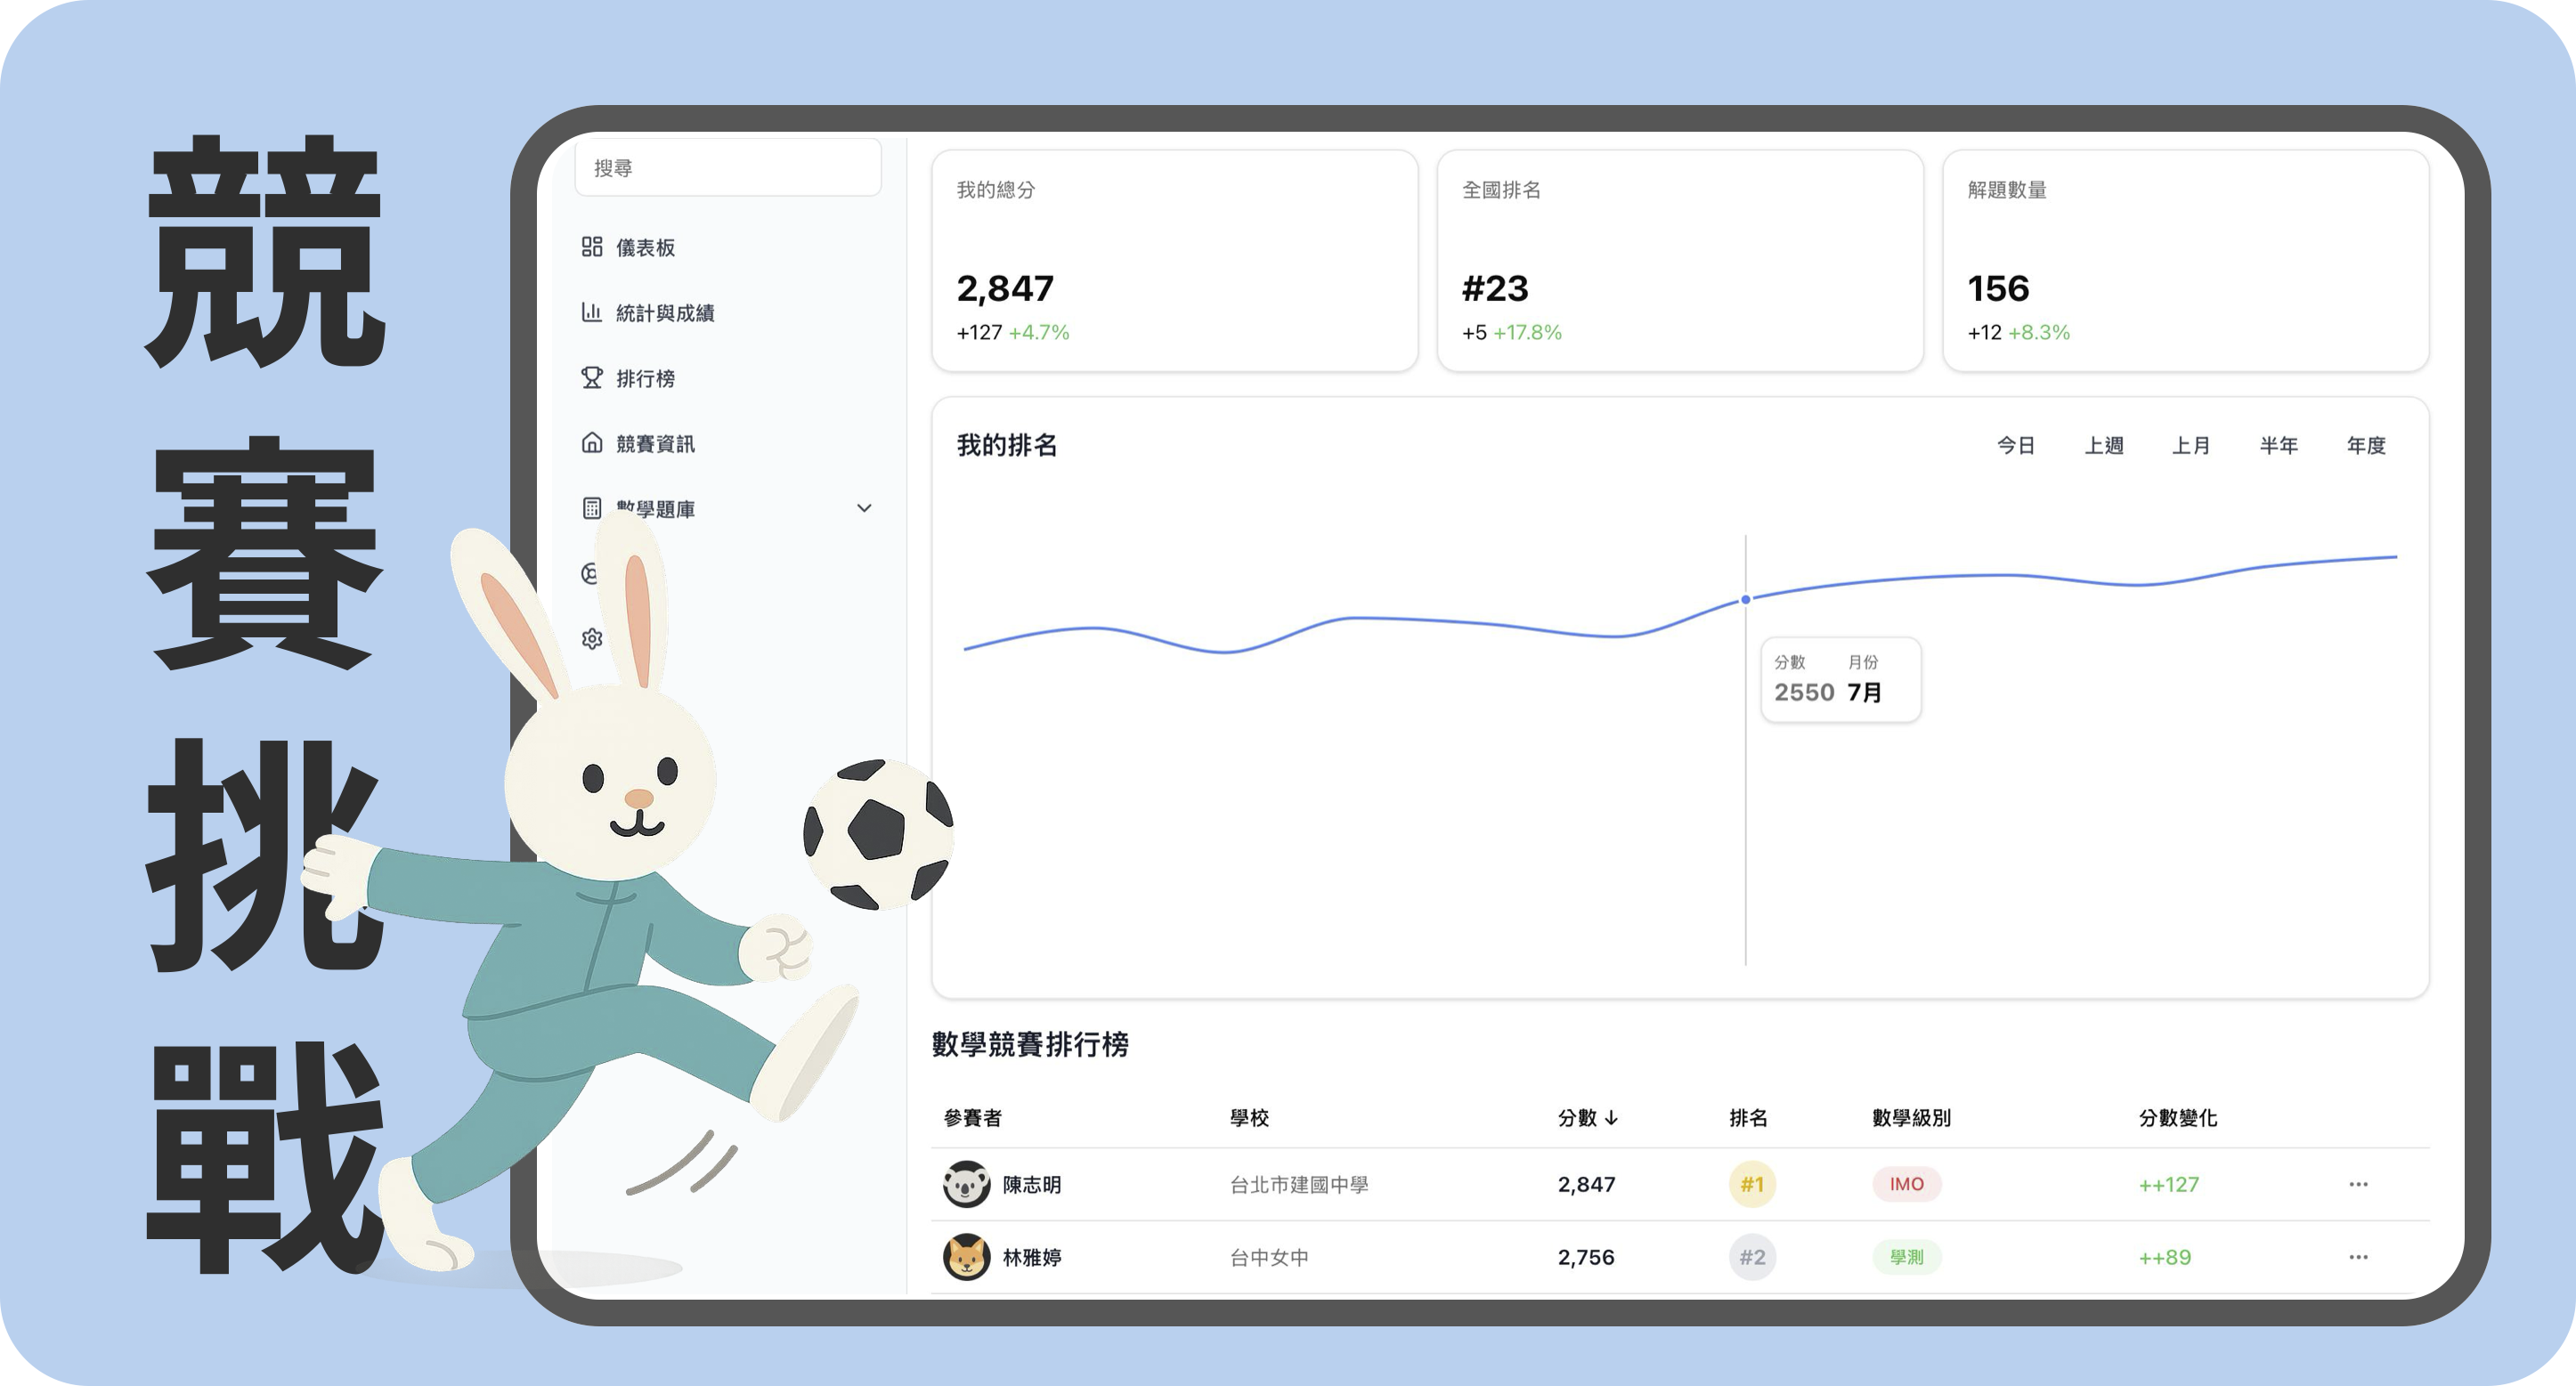 競賽挑戰
搜尋
儀表板
統計與成績
排行榜
競賽資訊
數學題庫
我的總分
2,847
+127 +4.7%
全國排名
#23
+5 +17.8%
解題數量
156
+12 +8.3%
我的排名
今日 上週 上月 半年 年度
分數 月份
2550 7月
數學競賽排行榜
參賽者 學校 分數 ↓ 排名 數學級別 分數變化
陳志明 台北市建國中學 2,847 #1 IMO ++127 ...
林雅婷 台中女中 2,756 #2 學測 ++89 ...